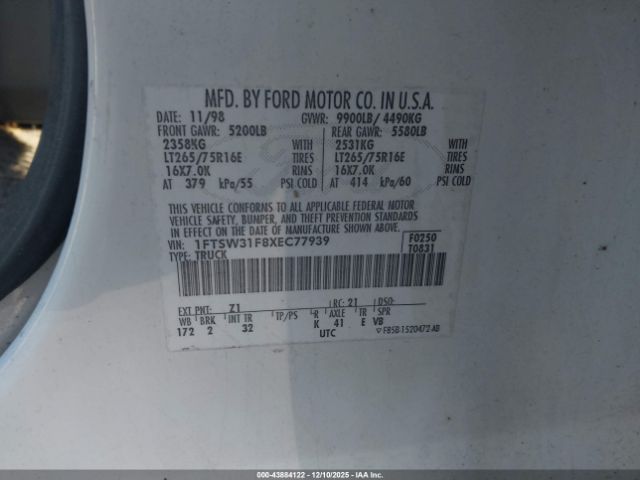 MFD. BY FORD MOTOR CO. IN U.S.A.
DATE: 11/98 GVWR: 9900LB/ 4490KG
FRONT GAWR: 5200LB REAR GAWR: 5580LB
2358KG WITH 2531KG WITH
LT265/75R16E TIRES LT265/75R16E TIRES
16X7.0K RIMS 16X7.0K RIMS
AT 379 kPa/55 PSI COLD AT 414 kPa/60 PSI COLD
THIS VEHICLE CONFORMS TO ALL APPLICABLE FEDERAL MOTOR
VEHICLE SAFETY, BUMPER, AND THEFT PREVENTION STANDARDS
IN EFFECT ON THE DATE OF MANUFACTURE SHOWN ABOVE.
VIN: 1FTSW31F8XEC77939 F0250
TYPE: TRUCK T0831
EXT PNT: Z1 RC: 21 DSO:
WB BRK INT TR TP/PS R AXLE TR SPR
172 2 32 K 41 E VB
UTC F85B-1520472-AB
000-43884122 - 12/10/2025 - IAAI.com